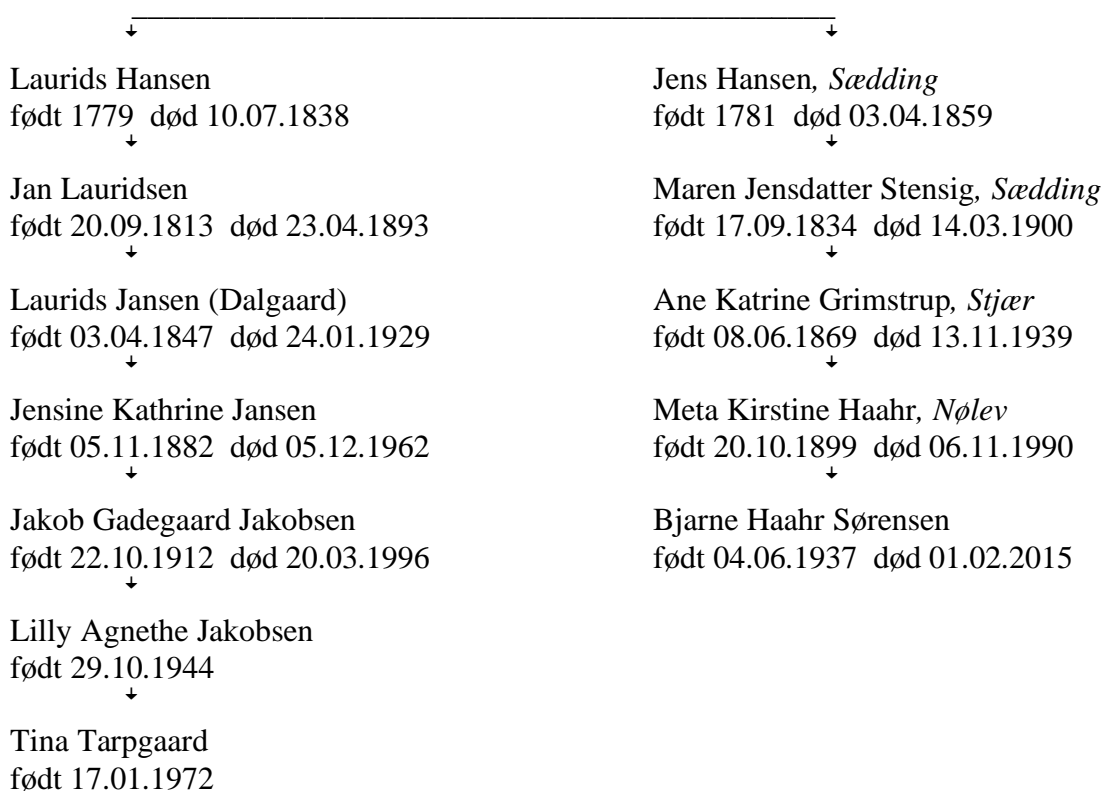 Laurids Hansen
født 1779 død 10.07.1838
Jan Lauridsen
født 20.09.1813 død 23.04.1893
Laurids Jansen (Dalgaard)
født 03.04.1847 død 24.01.1929
Jensine Kathrine Jansen
født 05.11.1882 død 05.12.1962
Jakob Gadegaard Jakobsen
født 22.10.1912 død 20.03.1996
Lilly Agnethe Jakobsen
født 29.10.1944
Tina Tarpgaard
født 17.01.1972
Jens Hansen, Sædding
født 1781 død 03.04.1859
Maren Jensdatter Stensig, Sædding
født 17.09.1834 død 14.03.1900
Ane Katrine Grimstrup, Stjær
født 08.06.1869 død 13.11.1939
Meta Kirstine Haahr, Nølev
født 20.10.1899 død 06.11.1990
Bjarne Haahr Sørensen
født 04.06.1937 død 01.02.2015